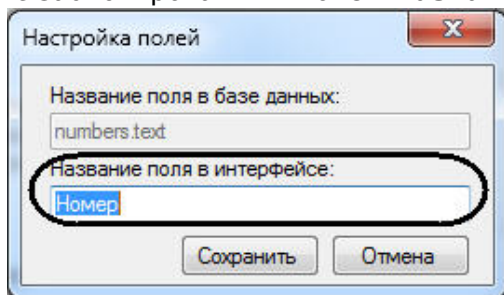 Настройка полей
Название поля в базе данных:
numbers.text
Название поля в интерфейсе:
Номер
Сохранить Отмена